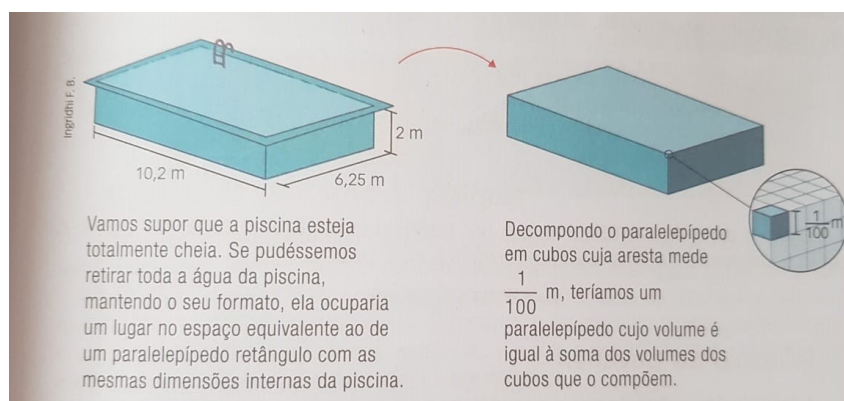 Ingridhi F. B.
2 m
10,2 m
6,25 m
Vamos supor que a piscina esteja
totalmente cheia. Se pudéssemos
retirar toda a água da piscina,
mantendo o seu formato, ela ocuparia
um lugar no espaço equivalente ao de
um paralelepípedo retângulo com as
mesmas dimensões internas da piscina.
1/100 m
Decompondo o paralelepípedo
em cubos cuja aresta mede
1/100 m, teríamos um
paralelepípedo cujo volume é
igual à soma dos volumes dos
cubos que o compõem.